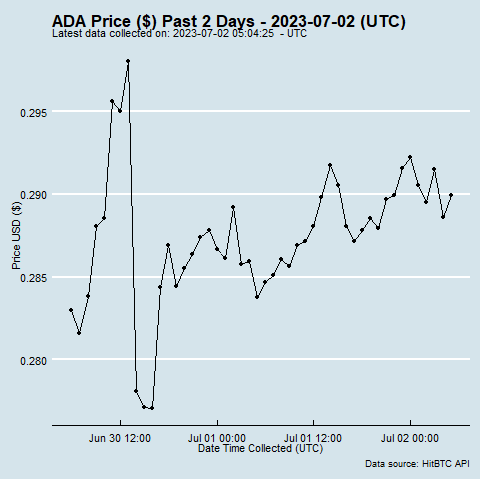 ADA Price ($) Past 2 Days - 2023-07-02 (UTC)
Latest data collected on: 2023-07-02 05:04:25  - UTC
Price USD ($)
0.295
0.290
0.285
0.280
Jun 30 12:00
Jul 01 00:00
Jul 01 12:00
Jul 02 00:00
Date Time Collected (UTC)
Data source: HitBTC API